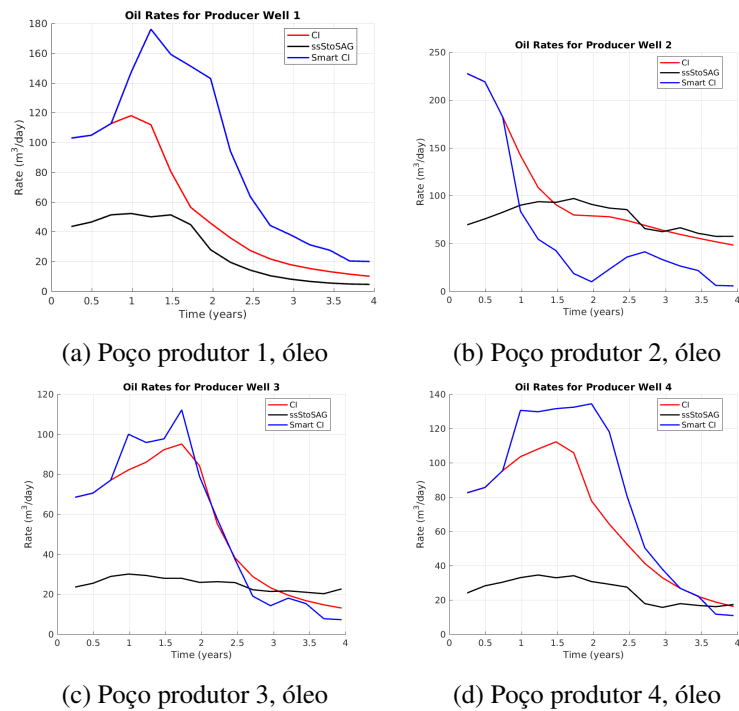 Oil Rates for Producer Well 1
180
160
140
120
100
80
60
40
20
0
Rate (m³/day)
CI
ssStoSAG
Smart CI
0 0.5 1 1.5 2 2.5 3 3.5 4
Time (years)
(a) Poço produtor 1, óleo
Oil Rates for Producer Well 2
250
200
150
100
50
0
Rate (m³/day)
CI
ssStoSAG
Smart CI
0 0.5 1 1.5 2 2.5 3 3.5 4
Time (years)
(b) Poço produtor 2, óleo
Oil Rates for Producer Well 3
120
100
80
60
40
20
0
Rate (m³/day)
CI
ssStoSAG
Smart CI
0 0.5 1 1.5 2 2.5 3 3.5 4
Time (years)
(c) Poço produtor 3, óleo
Oil Rates for Producer Well 4
140
120
100
80
60
40
20
0
Rate (m³/day)
CI
ssStoSAG
Smart CI
0 0.5 1 1.5 2 2.5 3 3.5 4
Time (years)
(d) Poço produtor 4, óleo